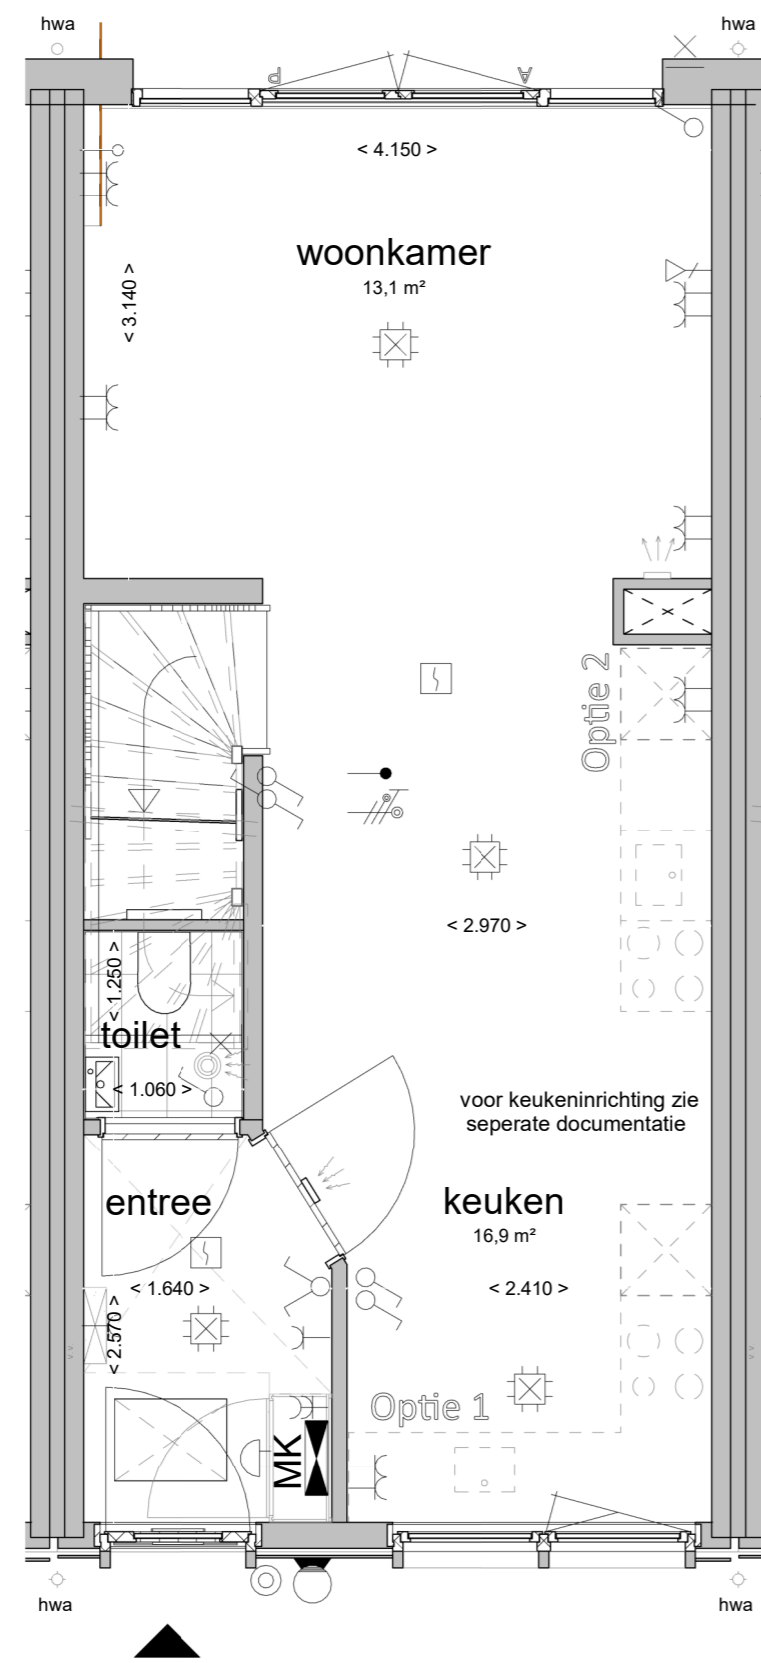 hwa
hwa
P
A
< 4.150 >
woonkamer
13,1 m²
< 3.140 >
Optie 2
< 2.970 >
< 1.250 >
toilet
< 1.060 >
voor keukeninrichting zie
seperate documentatie
entree
keuken
16,9 m²
< 1.640 >
< 2.410 >
< 2.570 >
v.v
v.v
Optie 1
MK
hwa
hwa